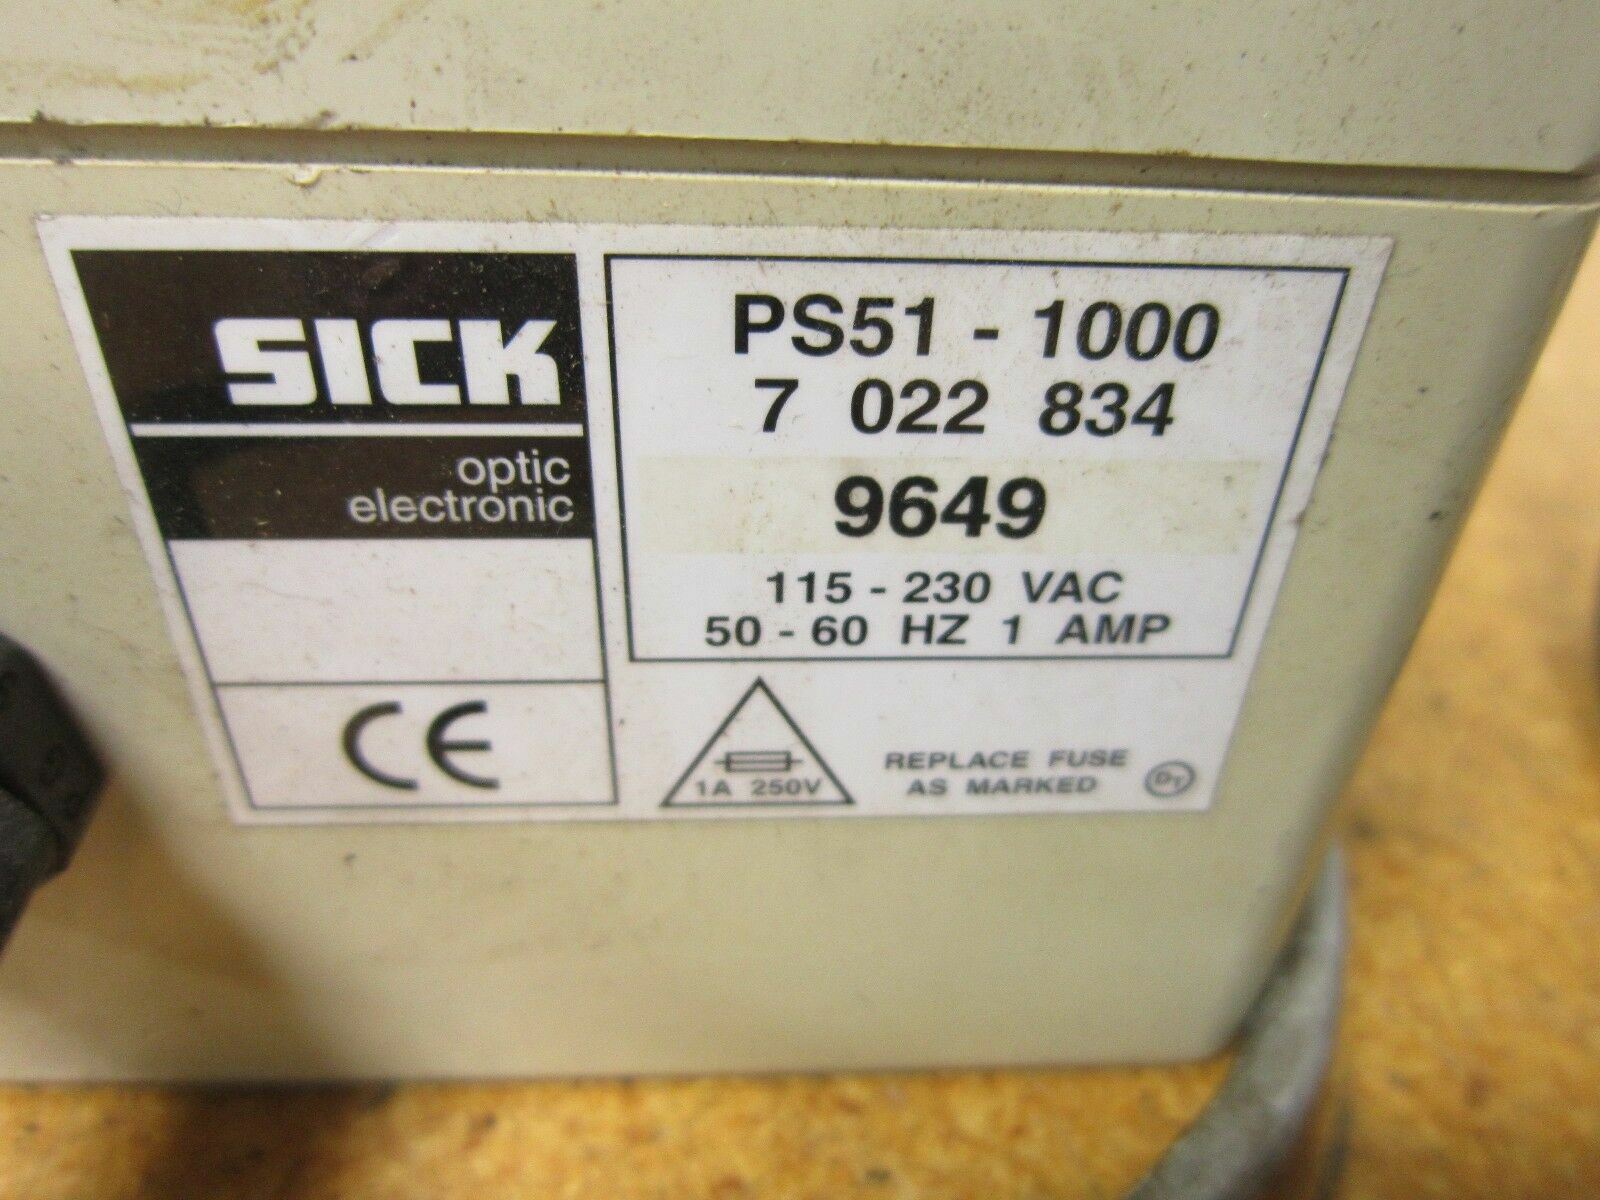 SICK
optic
electronic
PS51 - 1000
7 022 834
9649
115 - 230 VAC
50 - 60 HZ 1 AMP
CE
1A 250V
REPLACE FUSE
AS MARKED
DT